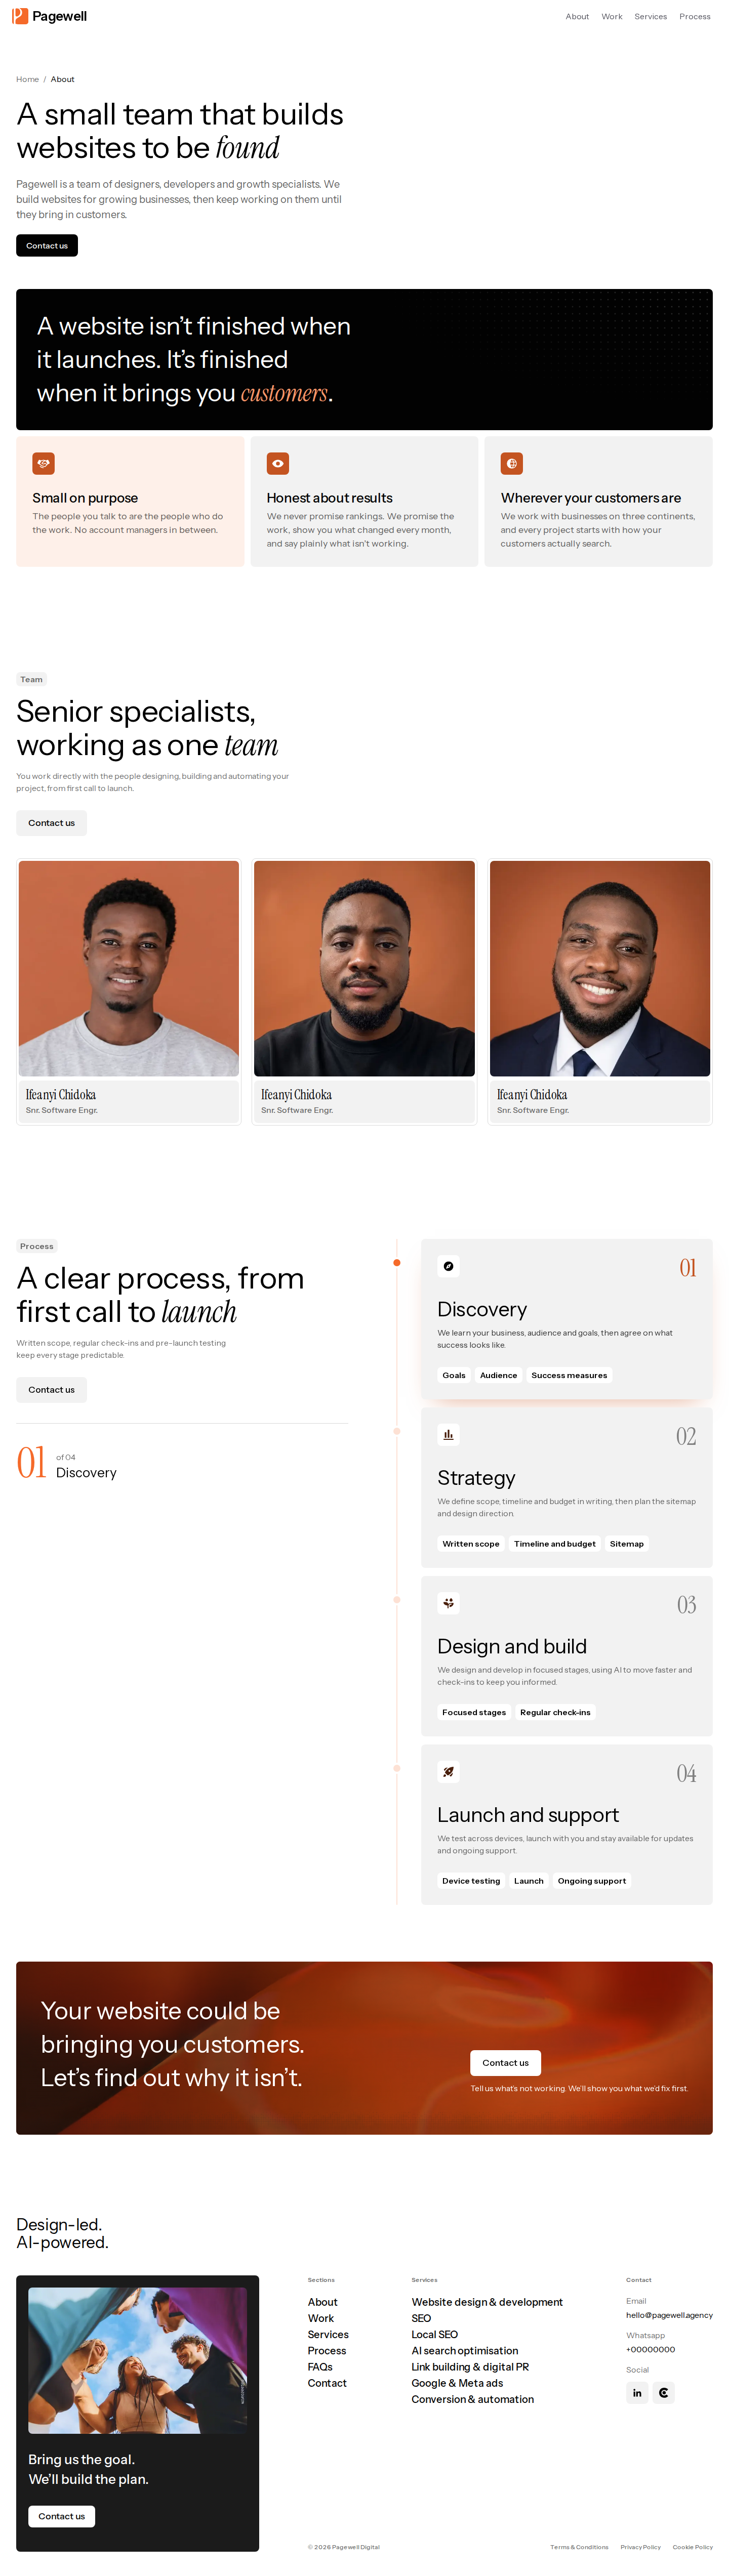 Pagewell
About Work Services Process
Home / About
A small team that builds
websites to be found
Pagewell is a team of designers, developers and growth specialists. We
build websites for growing businesses, then keep working on them until
they bring in customers.
Contact us
A website isn’t finished when
it launches. It’s finished
when it brings you customers.
Small on purpose
The people you talk to are the people who do
the work. No account managers in between.
Honest about results
We never promise rankings. We promise the
work, show you what changed every month,
and say plainly what isn’t working.
Wherever your customers are
We work with businesses on three continents,
and every project starts with how your
customers actually search.
Team
Senior specialists,
working as one team
You work directly with the people designing, building and automating your
project, from first call to launch.
Contact us
Ifeanyi Chidoka
Snr. Software Engr.
Ifeanyi Chidoka
Snr. Software Engr.
Ifeanyi Chidoka
Snr. Software Engr.
Process
A clear process, from
first call to launch
Written scope, regular check-ins and pre-launch testing
keep every stage predictable.
Contact us
01
of 04
Discovery
01
Discovery
We learn your business, audience and goals, then agree on what
success looks like.
Goals Audience Success measures
02
Strategy
We define scope, timeline and budget in writing, then plan the sitemap
and design direction.
Written scope Timeline and budget Sitemap
03
Design and build
We design and develop in focused stages, using AI to move faster and
check-ins to keep you informed.
Focused stages Regular check-ins
04
Launch and support
We test across devices, launch with you and stay available for updates
and ongoing support.
Device testing Launch Ongoing support
Your website could be
bringing you customers.
Let’s find out why it isn’t.
Contact us
Tell us what’s not working. We’ll show you what we’d fix first.
Design-led.
AI-powered.
Bring us the goal.
We’ll build the plan.
Contact us
Sections
About
Work
Services
Process
FAQs
Contact
Services
Website design & development
SEO
Local SEO
AI search optimisation
Link building & digital PR
Google & Meta ads
Conversion & automation
Contact
Email
hello@pagewell.agency
Whatsapp
+00000000
Social
in
© 2026 Pagewell Digital
Terms & Conditions Privacy Policy Cookie Policy